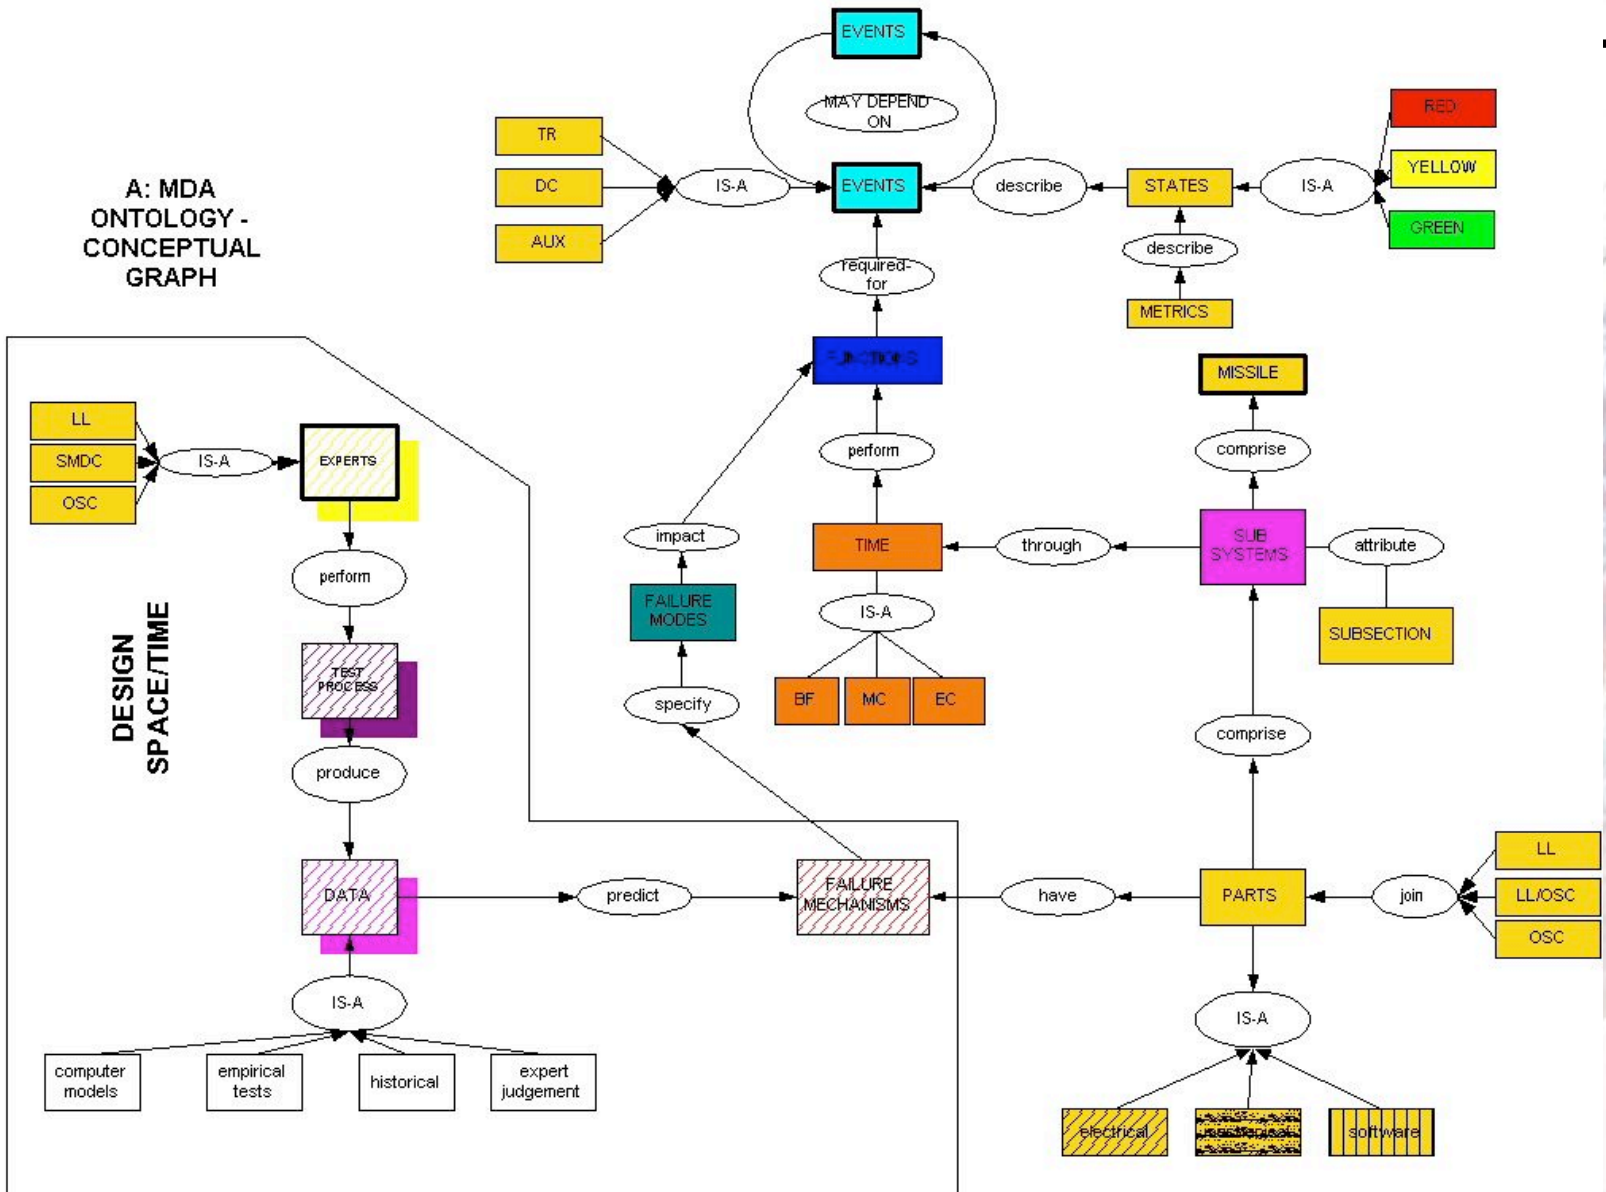 EVENTS
MAY DEPEND
ON
RED
TR
A: MDA
ONTOLOGY -
CONCEPTUAL
GRAPH
DC
IS-A
EVENTS
describe
STATES
IS-A
YELLOW
AUX
GREEN
describe
required-
for
METRICS
FUNCTIONS
MISSILE
LL
SMDC
OSC
IS-A
EXPERTS
perform
comprise
impact
TIME
through
SUB
SYSTEMS
attribute
perform
FAILURE
MODES
IS-A
SUBSECTION
DESIGN
SPACE/TIME
TEST
PROCESS
specify
BF
MC
EC
comprise
produce
DATA
predict
FAILURE
MECHANISMS
have
PARTS
join
LL
LL/OSC
OSC
IS-A
IS-A
computer
models
empirical
tests
historical
expert
judgement
electrical
mechanical
software